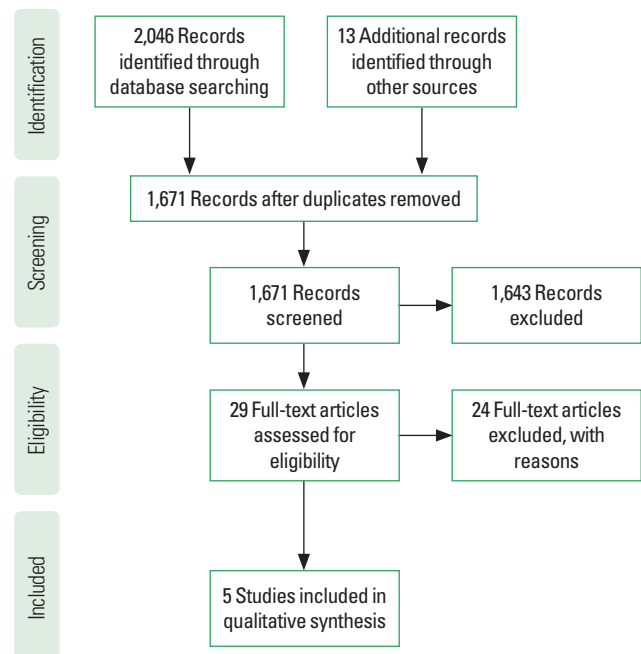 Identification
2,046 Records
identified through
database searching
13 Additional records
identified through
other sources
Screening
1,671 Records after duplicates removed
1,671 Records
screened
1,643 Records
excluded
Eligibility
29 Full-text articles
assessed for
eligibility
24 Full-text articles
excluded, with
reasons
Included
5 Studies included in
qualitative synthesis